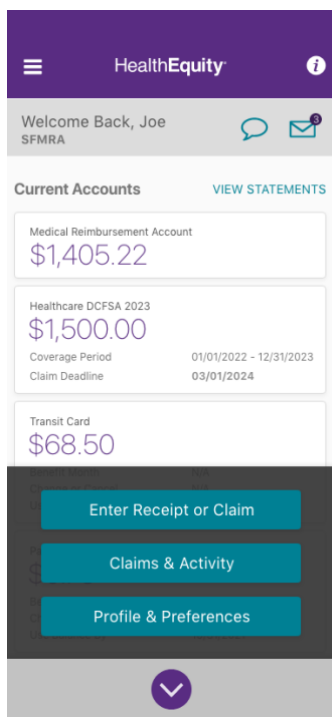 HealthEquity
Welcome Back, Joe
3
SFMRA
Current Accounts VIEW STATEMENTS
Medical Reimbursement Account
$1,405.22
Healthcare DCFSA 2023
$1,500.00
Coverage Period 01/01/2022 - 12/31/2023
Claim Deadline 03/01/2024
Transit Card
$68.50
Benefit Month N/A
Enter Receipt or Claim
Claims & Activity
Profile & Preferences